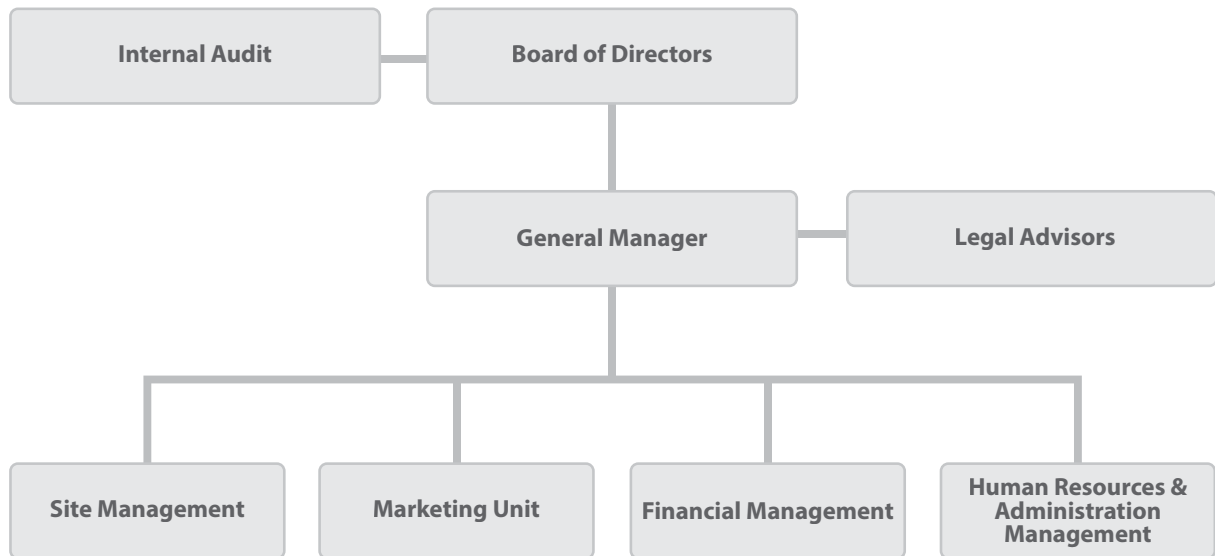 Internal Audit
Board of Directors
General Manager
Legal Advisors
Site Management
Marketing Unit
Financial Management
Human Resources &
Administration
Management